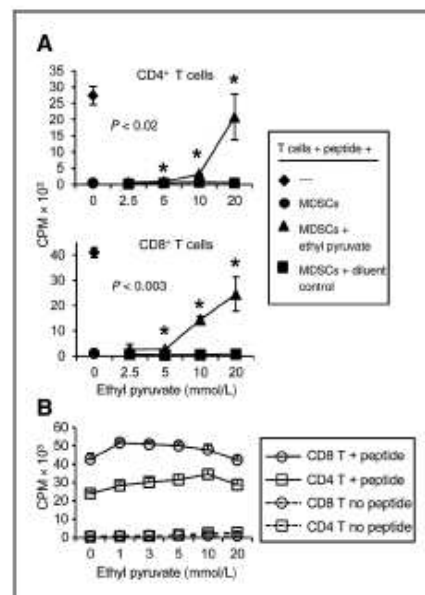 A
CD4⁺ T cells
35
30
25
20
15
10
5
0
P < 0.02
* * *
0 2.5 5 10 20
CPM × 10³
CD8⁺ T cells
40
30
20
10
0
P < 0.003
* * *
0 2.5 5 10 20
Ethyl pyruvate (mmol/L)
T cells + peptide +
---
MDSCs
MDSCs +
ethyl pyruvate
MDSCs + diluent
control
B
CPM × 10³
60
50
40
30
20
10
0
0 1 3 5 10 20
Ethyl pyruvate (mmol/L)
CD8 T + peptide
CD4 T + peptide
CD8 T no peptide
CD4 T no peptide